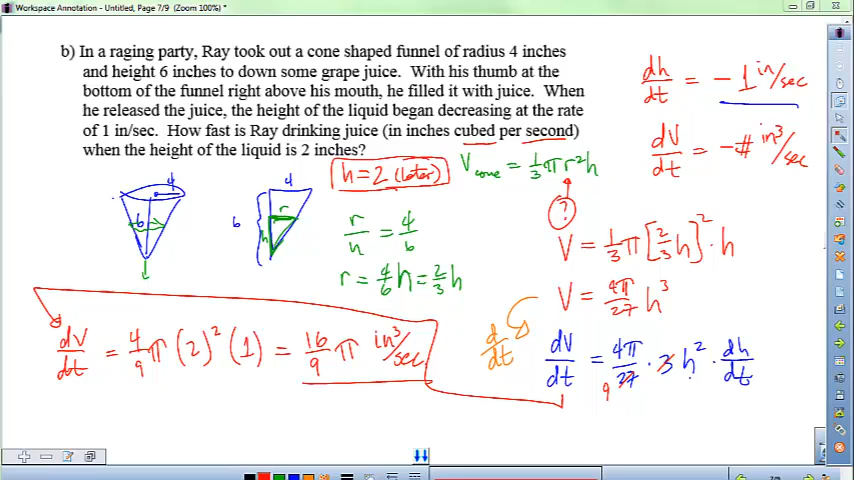 Workspace Annotation - Untitled, Page 7/9 (Zoom 100%) *
b) In a raging party, Ray took out a cone shaped funnel of radius 4 inches
and height 6 inches to down some grape juice. With his thumb at the
bottom of the funnel right above his mouth, he filled it with juice. When
he released the juice, the height of the liquid began decreasing at the rate
of 1 in/sec. How fast is Ray drinking juice (in inches cubed per second)
when the height of the liquid is 2 inches?
dh/dt = -1 in/sec
dV/dt = -# in³/sec
h=2 (later)
V cone = 1/3 π r² h
?
4
6
4
6
r
h
r/h = 4/6
r = 4/6 h = 2/3 h
V = 1/3 π [2/3 h]² · h
V = 4π/27 h³
d/dt
dV/dt = 4π/27 · 3 h² · dh/dt
9
dV/dt = 4/9 π (2)² (1) = 16/9 π in³/sec